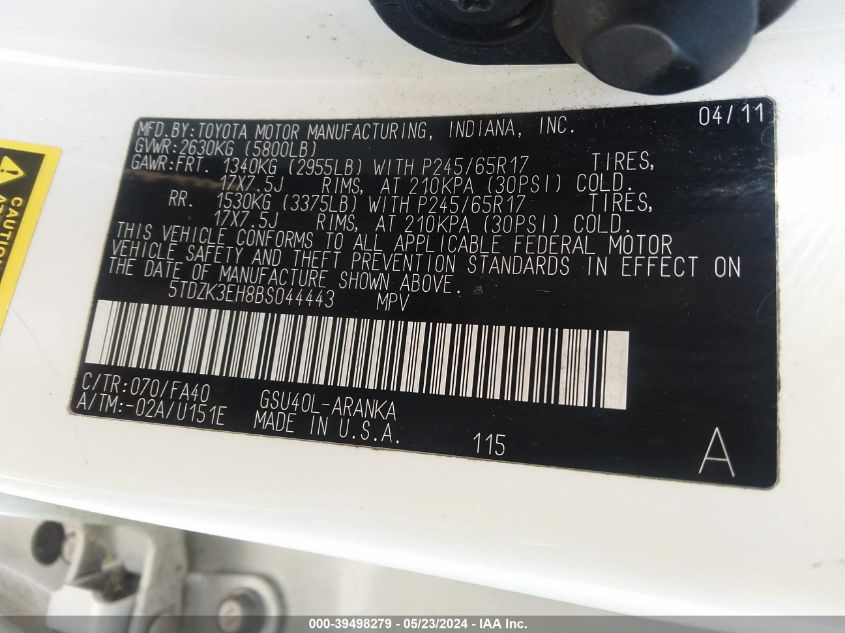 MFD.BY:TOYOTA MOTOR MANUFACTURING, INDIANA, INC. 04/11
GVWR:2630KG (5800LB)
GAWR:FRT. 1340KG (2955LB) WITH P245/65R17 TIRES,
17X7.5J RIMS, AT 210KPA (30PSI) COLD.
RR. 1530KG (3375LB) WITH P245/65R17 TIRES,
17X7.5J RIMS, AT 210KPA (30PSI) COLD.
THIS VEHICLE CONFORMS TO ALL APPLICABLE FEDERAL MOTOR
VEHICLE SAFETY AND THEFT PREVENTION STANDARDS IN EFFECT ON
THE DATE OF MANUFACTURE SHOWN ABOVE.
5TDZK3EH8BS044443 MPV
C/TR:070/FA40 GSU40L-ARANKA
A/TM:-02A/U151E MADE IN U.S.A. 115 A
CAUTION
000-39498279 - 05/23/2024 - IAA Inc.